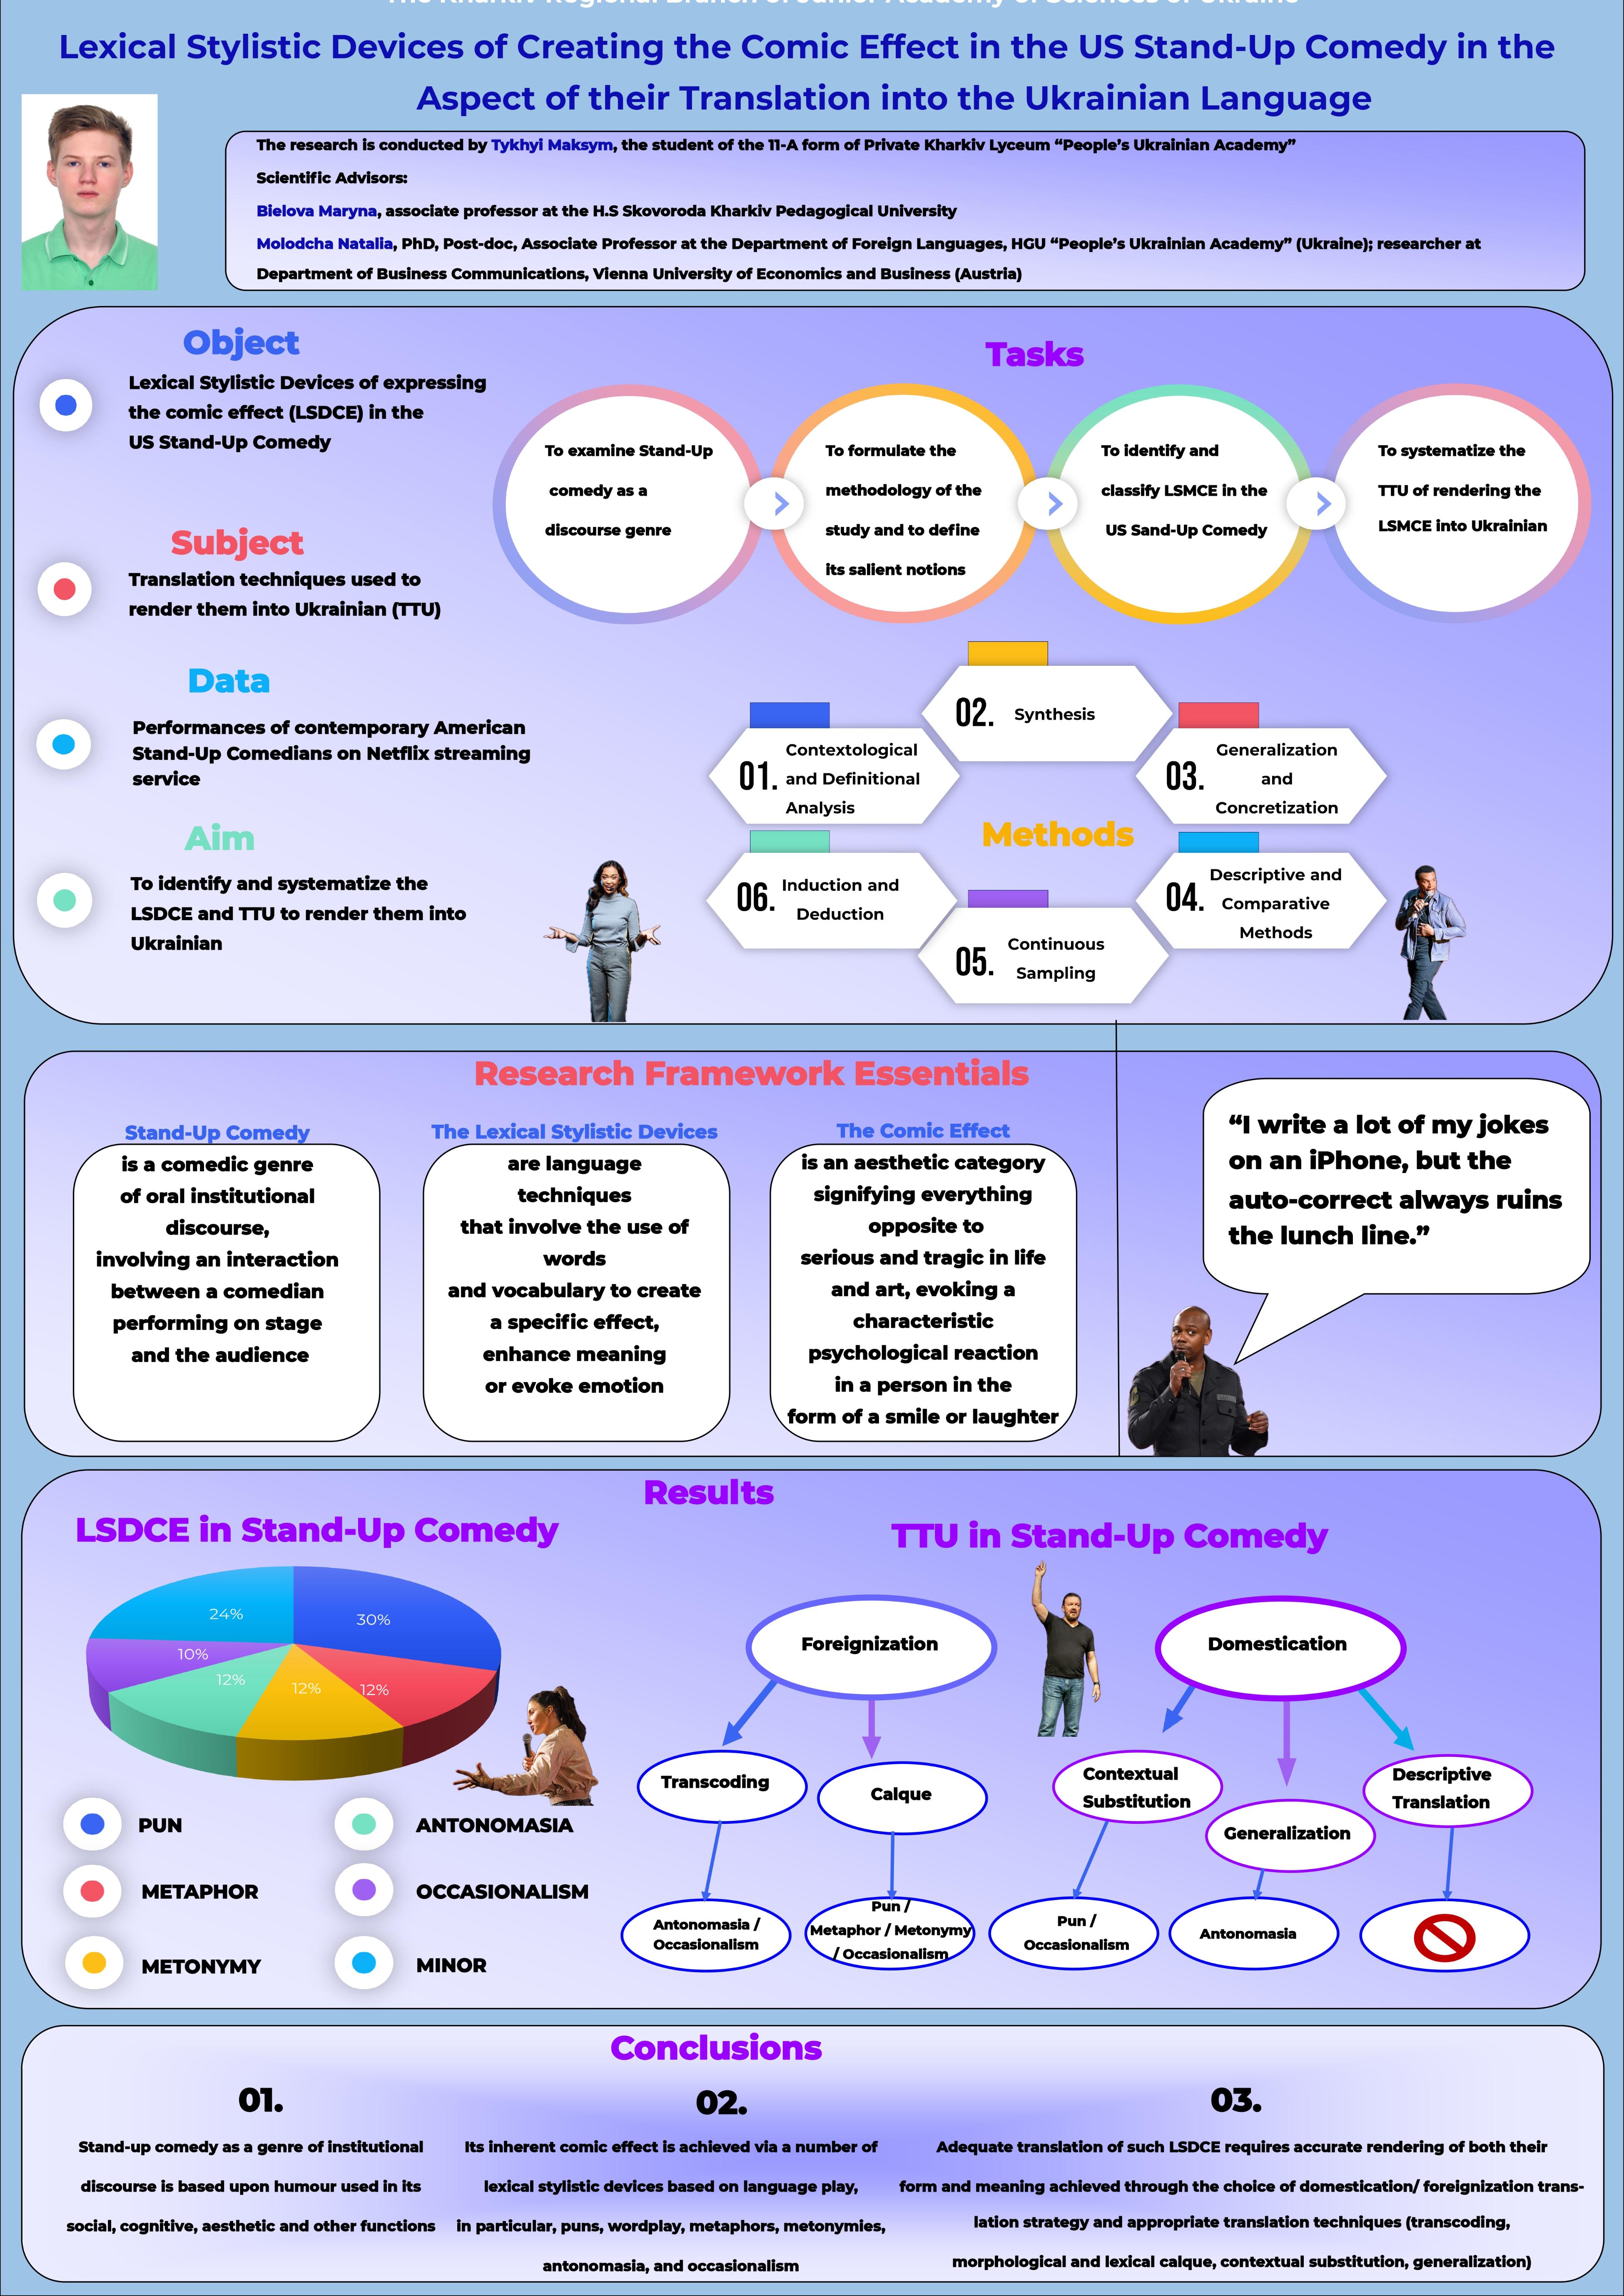 The Kharkiv Regional Branch of Junior Academy of Sciences of Ukraine
Lexical Stylistic Devices of Creating the Comic Effect in the US Stand-Up Comedy in the
Aspect of their Translation into the Ukrainian Language
The research is conducted by Tykhyi Maksym, the student of the 11-A form of Private Kharkiv Lyceum “People’s Ukrainian Academy”
Scientific Advisors:
Bielova Maryna, associate professor at the H.S Skovoroda Kharkiv Pedagogical University
Molodcha Natalia, PhD, Post-doc, Associate Professor at the Department of Foreign Languages, HGU “People’s Ukrainian Academy” (Ukraine); researcher at
Department of Business Communications, Vienna University of Economics and Business (Austria)
Object
Lexical Stylistic Devices of expressing
the comic effect (LSDCE) in the
US Stand-Up Comedy
Subject
Translation techniques used to
render them into Ukrainian (TTU)
Data
Performances of contemporary American
Stand-Up Comedians on Netflix streaming
service
Aim
To identify and systematize the
LSDCE and TTU to render them into
Ukrainian
Tasks
To examine Stand-Up
comedy as a
discourse genre
To formulate the
methodology of the
study and to define
its salient notions
To identify and
classify LSMCE in the
US Sand-Up Comedy
To systematize the
TTU of rendering the
LSMCE into Ukrainian
Methods
01.
Contextological
and Definitional
Analysis
02.
Synthesis
03.
Generalization
and
Concretization
04.
Descriptive and
Comparative
Methods
05.
Continuous
Sampling
06.
Induction and
Deduction
Research Framework Essentials
Stand-Up Comedy
is a comedic genre
of oral institutional
discourse,
involving an interaction
between a comedian
performing on stage
and the audience
The Lexical Stylistic Devices
are language
techniques
that involve the use of
words
and vocabulary to create
a specific effect,
enhance meaning
or evoke emotion
The Comic Effect
is an aesthetic category
signifying everything
opposite to
serious and tragic in life
and art, evoking a
characteristic
psychological reaction
in a person in the
form of a smile or laughter
“I write a lot of my jokes
on an iPhone, but the
auto-correct always ruins
the lunch line.”
Results
LSDCE in Stand-Up Comedy
24%
30%
10%
12%
12%
12%
PUN
ANTONOMASIA
METAPHOR
OCCASIONALISM
METONYMY
MINOR
TTU in Stand-Up Comedy
Foreignization
Domestication
Transcoding
Calque
Contextual
Substitution
Generalization
Descriptive
Translation
Antonomasia /
Occasionalism
Pun /
Metaphor / Metonymy
/ Occasionalism
Pun /
Occasionalism
Antonomasia
Conclusions
01.
Stand-up comedy as a genre of institutional
discourse is based upon humour used in its
social, cognitive, aesthetic and other functions
02.
Its inherent comic effect is achieved via a number of
lexical stylistic devices based on language play,
in particular, puns, wordplay, metaphors, metonymies,
antonomasia, and occasionalism
03.
Adequate translation of such LSDCE requires accurate rendering of both their
form and meaning achieved through the choice of domestication/ foreignization trans-
lation strategy and appropriate translation techniques (transcoding,
morphological and lexical calque, contextual substitution, generalization)